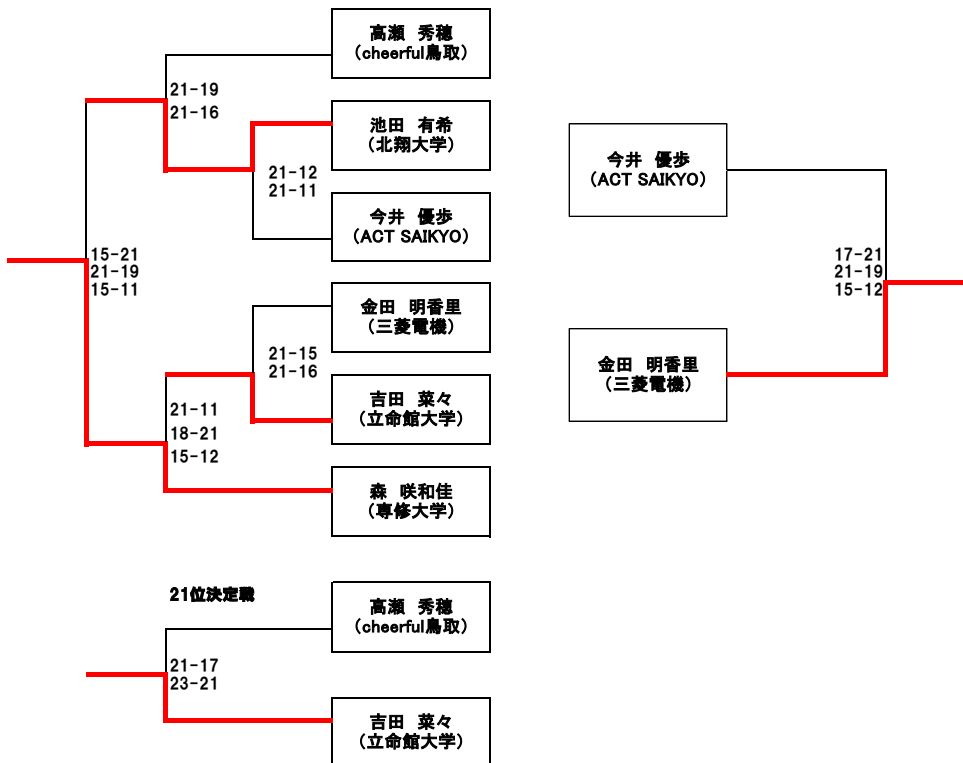 高瀬 秀穂
(cheerful鳥取)
21-19
21-16
池田 有希
(北翔大学)
21-12
21-11
今井 優歩
(ACT SAIKYO)
15-21
21-19
15-11
金田 明香里
(三菱電機)
21-15
21-16
吉田 菜々
(立命館大学)
21-11
18-21
15-12
森 咲和佳
(専修大学)
今井 優歩
(ACT SAIKYO)
17-21
21-19
15-12
金田 明香里
(三菱電機)
21位決定戦
高瀬 秀穂
(cheerful鳥取)
21-17
23-21
吉田 菜々
(立命館大学)